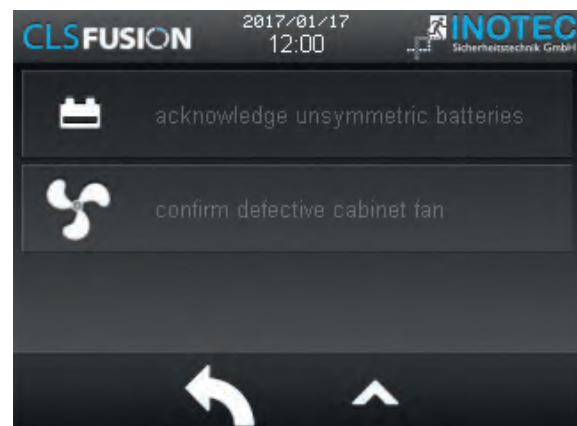 CLSFUSION
2017/01/17
12:00
INOTEC
Sicherheitstechnik GmbH
acknowledge unsymmetric batteries
confirm defective cabinet fan